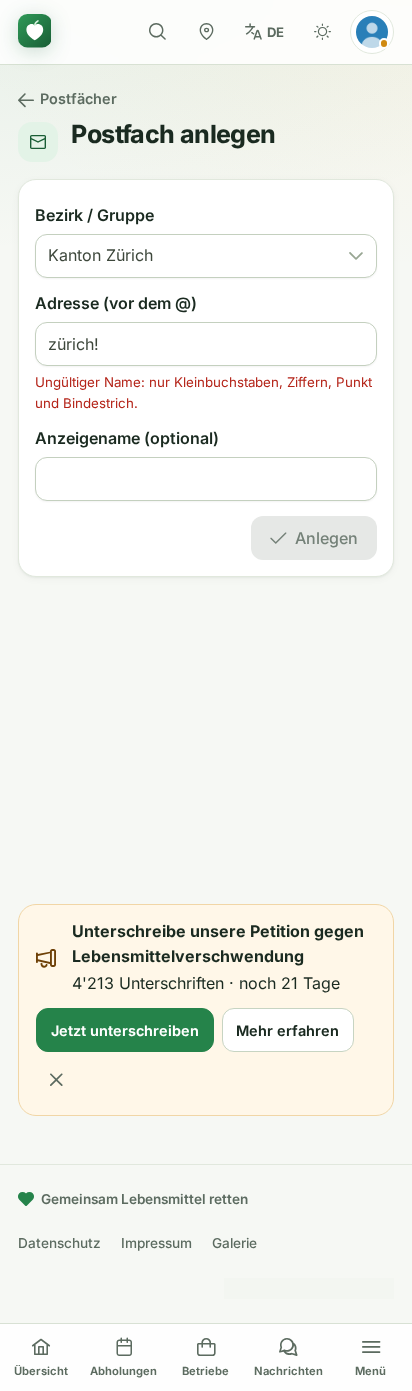 DE
Postfächer
Postfach anlegen
Bezirk / Gruppe
Kanton Zürich
Adresse (vor dem @)
zürich!
Ungültiger Name: nur Kleinbuchstaben, Ziffern, Punkt
und Bindestrich.
Anzeigename (optional)
Anlegen
Unterschreibe unsere Petition gegen
Lebensmittelverschwendung
4'213 Unterschriften · noch 21 Tage
Jetzt unterschreiben Mehr erfahren
Gemeinsam Lebensmittel retten
Datenschutz Impressum Galerie
Übersicht Abholungen Betriebe Nachrichten Menü